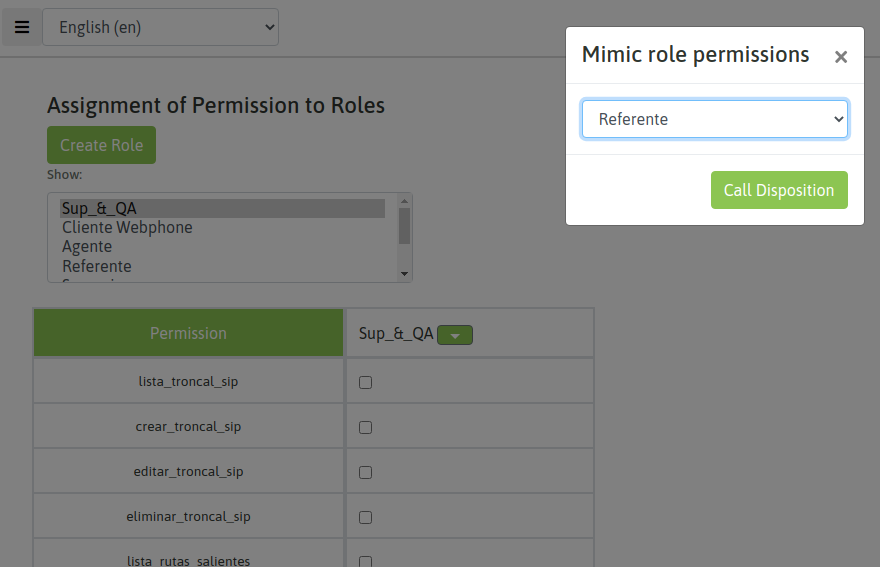 English (en)
Mimic role permissions ×
Referente
Call Disposition
Assignment of Permission to Roles
Create Role
Show:
Sup_&_QA
Cliente Webphone
Agente
Referente
Permission
Sup_&_QA
lista_troncal_sip
crear_troncal_sip
editar_troncal_sip
eliminar_troncal_sip
lista_rutas_salientes